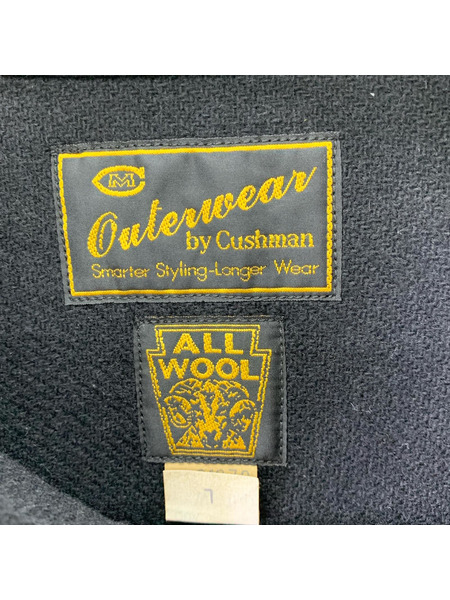 CM
Outerwear
by Cushman
Smarter Styling-Longer Wear
ALL
WOOL